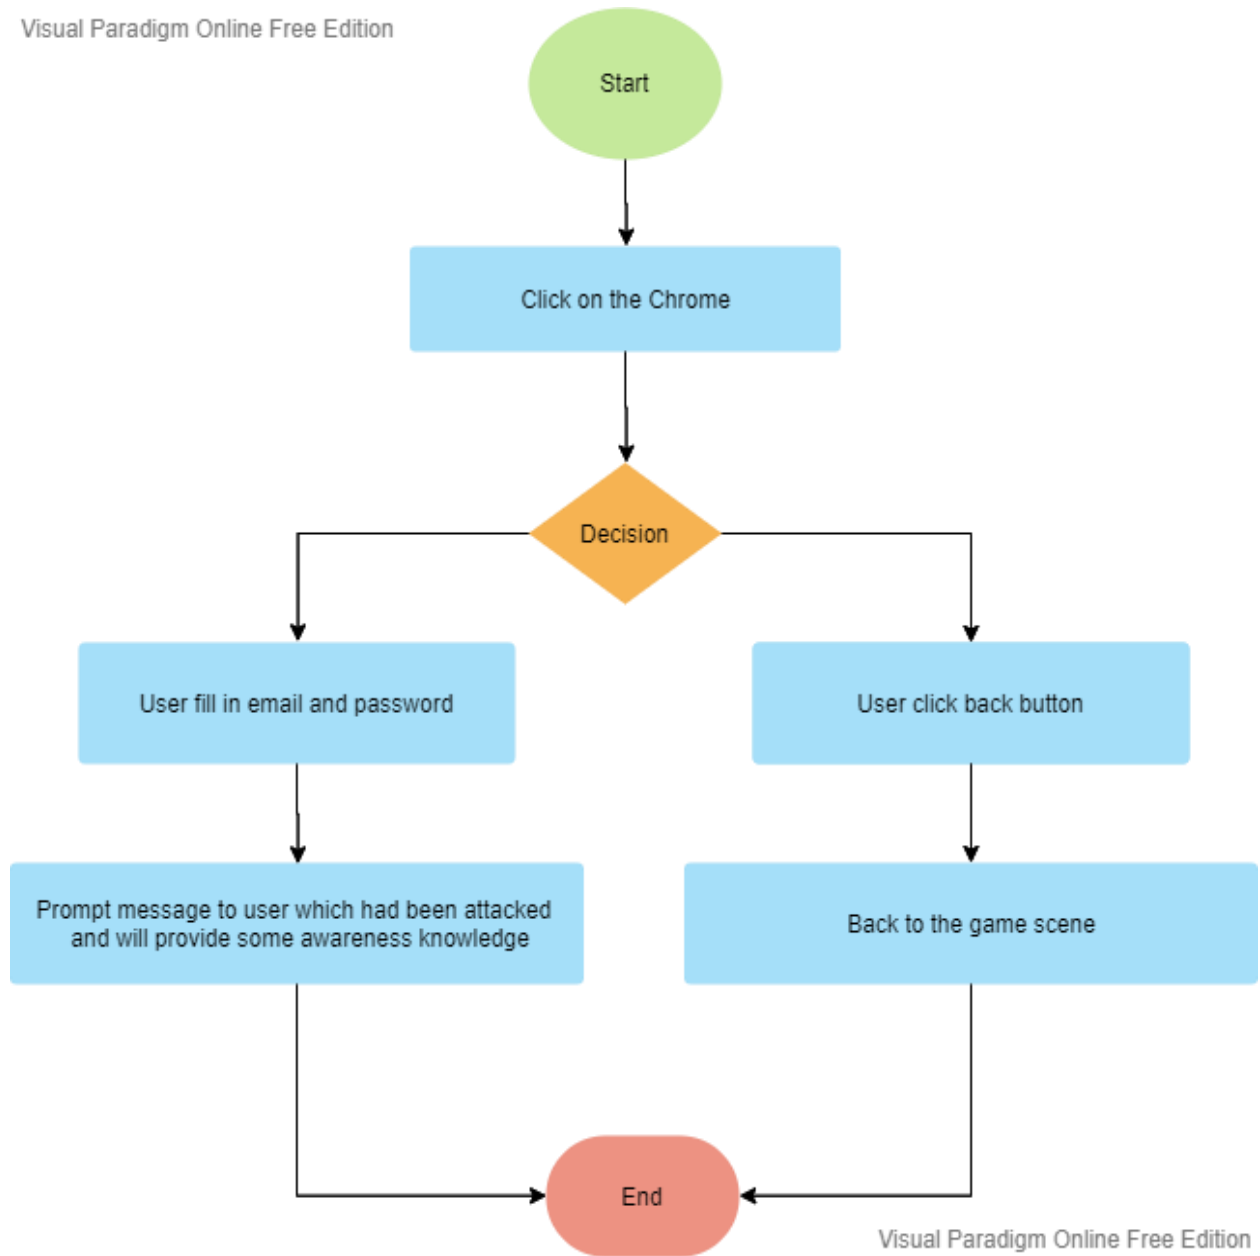 Visual Paradigm Online Free Edition
Start
Click on the Chrome
Decision
User fill in email and password
User click back button
Prompt message to user which had been attacked
and will provide some awareness knowledge
Back to the game scene
End
Visual Paradigm Online Free Edition